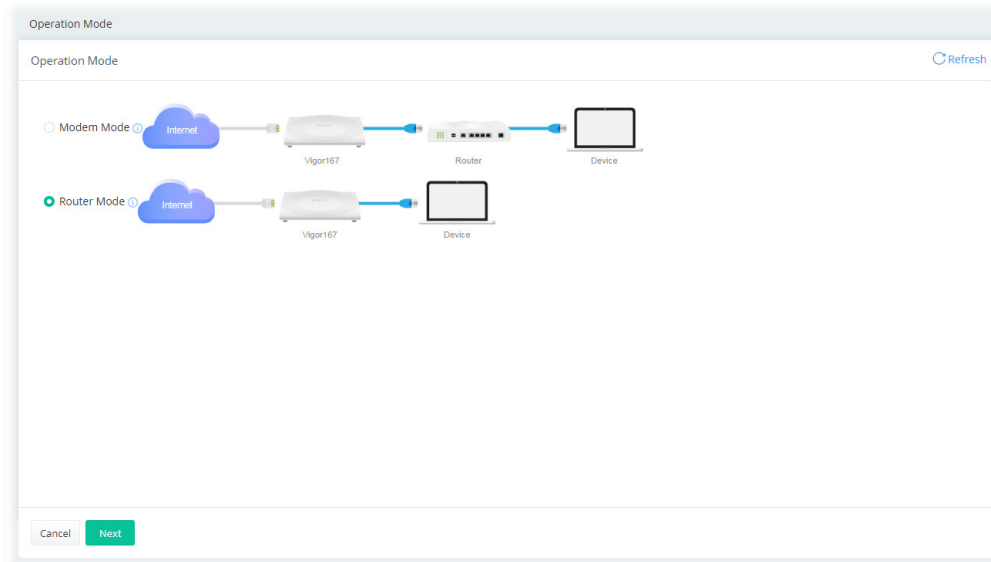 Operation Mode
Operation Mode
Refresh
Modem Mode
Internet
Vigor167
Router
Device
Router Mode
Internet
Vigor167
Device
Cancel
Next